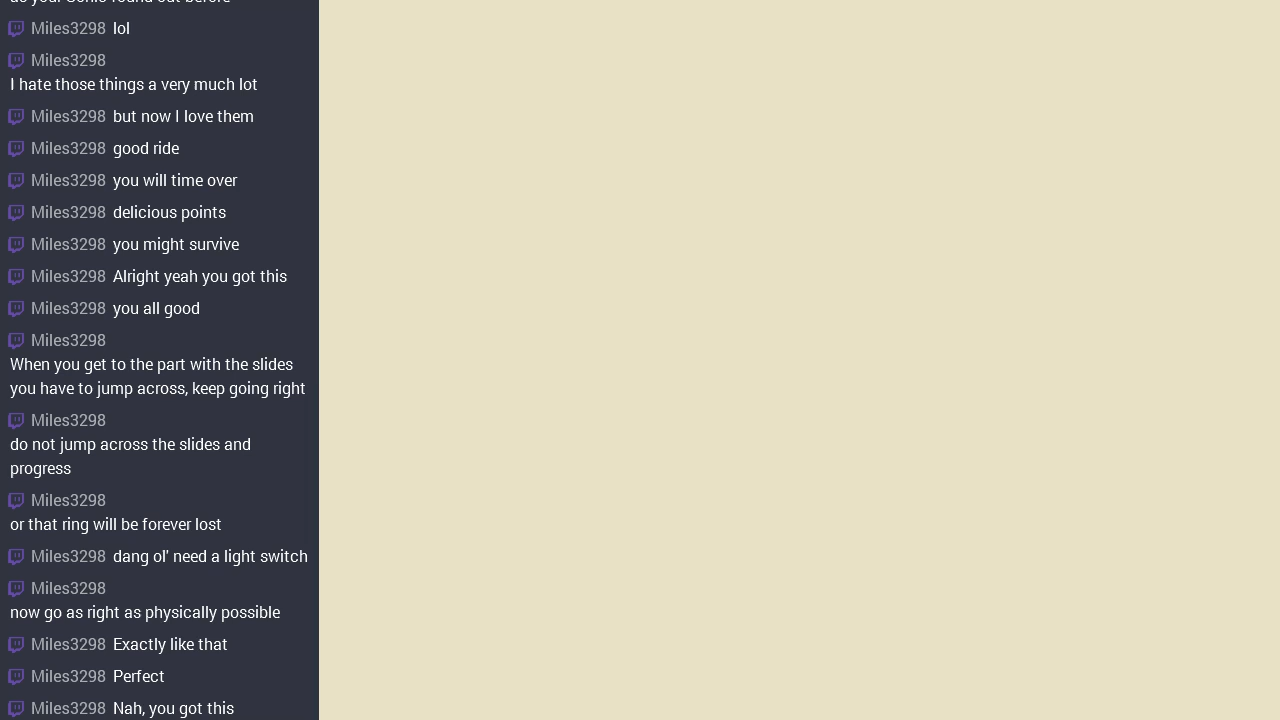 Miles3298 lol
Miles3298
I hate those things a very much lot
Miles3298 but now I love them
Miles3298 good ride
Miles3298 you will time over
Miles3298 delicious points
Miles3298 you might survive
Miles3298 Alright yeah you got this
Miles3298 you all good
Miles3298
When you get to the part with the slides
you have to jump across, keep going right
Miles3298
do not jump across the slides and
progress
Miles3298
or that ring will be forever lost
Miles3298 dang ol' need a light switch
Miles3298
now go as right as physically possible
Miles3298 Exactly like that
Miles3298 Perfect
Miles3298 Nah, you got this